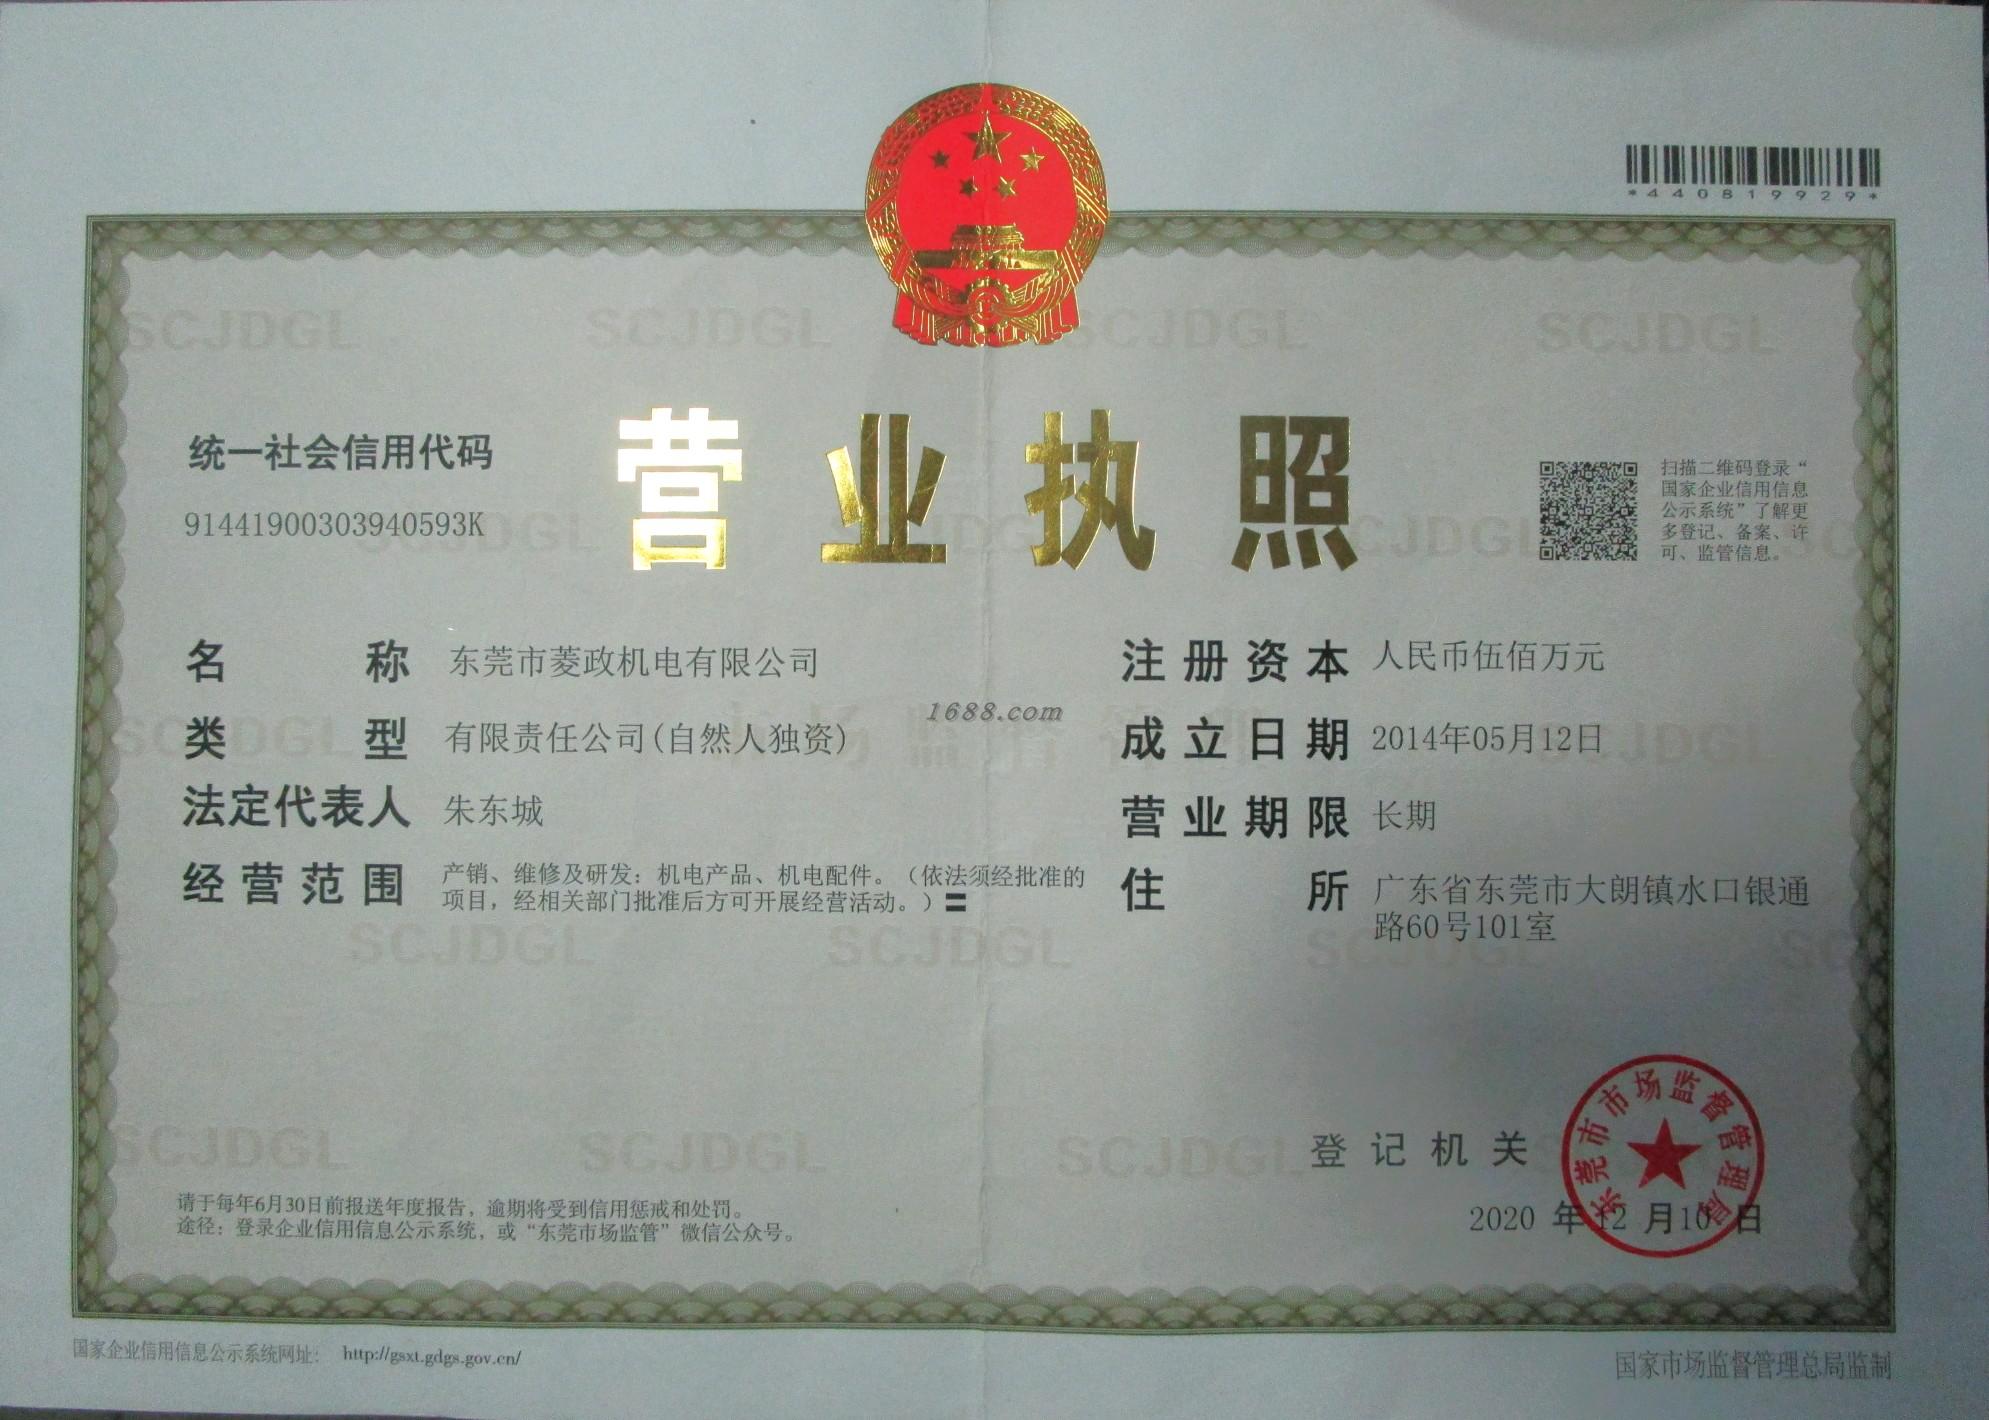 *440819929*
营业执照
统一社会信用代码
91441900303940593K
扫描二维码登录“
国家企业信用信息
公示系统”了解更
多登记、备案、许
可、监管信息。
名称 东莞市菱政机电有限公司
类型 有限责任公司(自然人独资)
法定代表人 朱东城
经营范围 产销、维修及研发：机电产品、机电配件。（依法须经批准的
项目，经相关部门批准后方可开展经营活动。）〓
1688.com
注册资本 人民币伍佰万元
成立日期 2014年05月12日
营业期限 长期
住所 广东省东莞市大朗镇水口银通
路60号101室
登记机关
东莞市市场监督管理局
2020 年12 月10 日
请于每年6月30日前报送年度报告，逾期将受到信用惩戒和处罚。
途径：登录企业信用信息公示系统，或“东莞市场监管”微信公众号。
国家企业信用信息公示系统网址： http://gsxt.gdgs.gov.cn/
国家市场监督管理总局监制
SCJDGL
SCJDGL
SCJDGL
SCJDGL